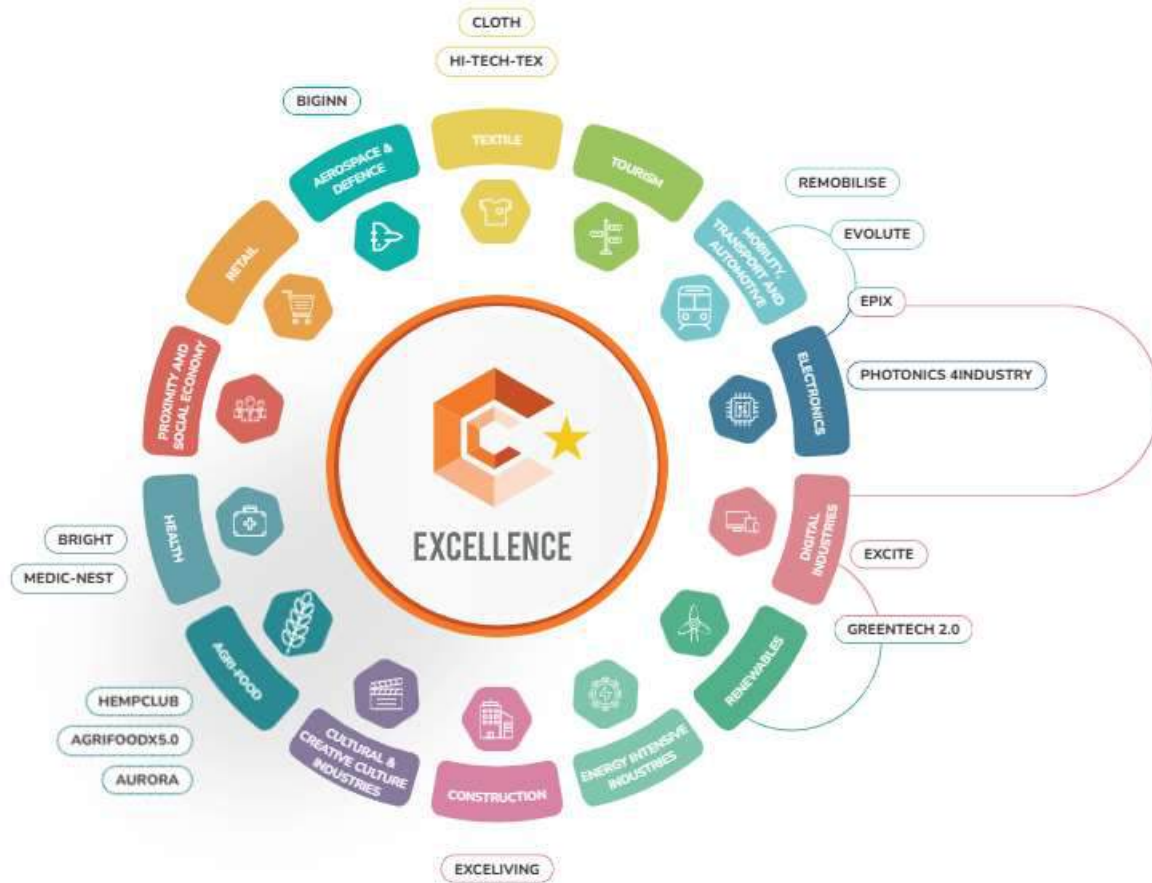 CLOTH
HI-TECH-TEX
BIGINN
TEXTILE
AEROSPACE &
DEFENCE
TOURISM
REMOBILISE
MOBILITY,
TRANSPORT AND
AUTOMOTIVE
EVOLUTE
RETAIL
EPIX
PROXIMITY AND
SOCIAL ECONOMY
ELECTRONICS
PHOTONICS 4INDUSTRY
EXCELLENCE
HEALTH
DIGITAL
INDUSTRIES
BRIGHT
EXCITE
MEDIC-NEST
GREENTECH 2.0
AGRI-FOOD
RENEWABLES
HEMPCLUB
AGRIFOODX5.0
AURORA
CULTURAL &
CREATIVE CULTURE
INDUSTRIES
CONSTRUCTION
ENERGY INTENSIVE
INDUSTRIES
EXCELIVING